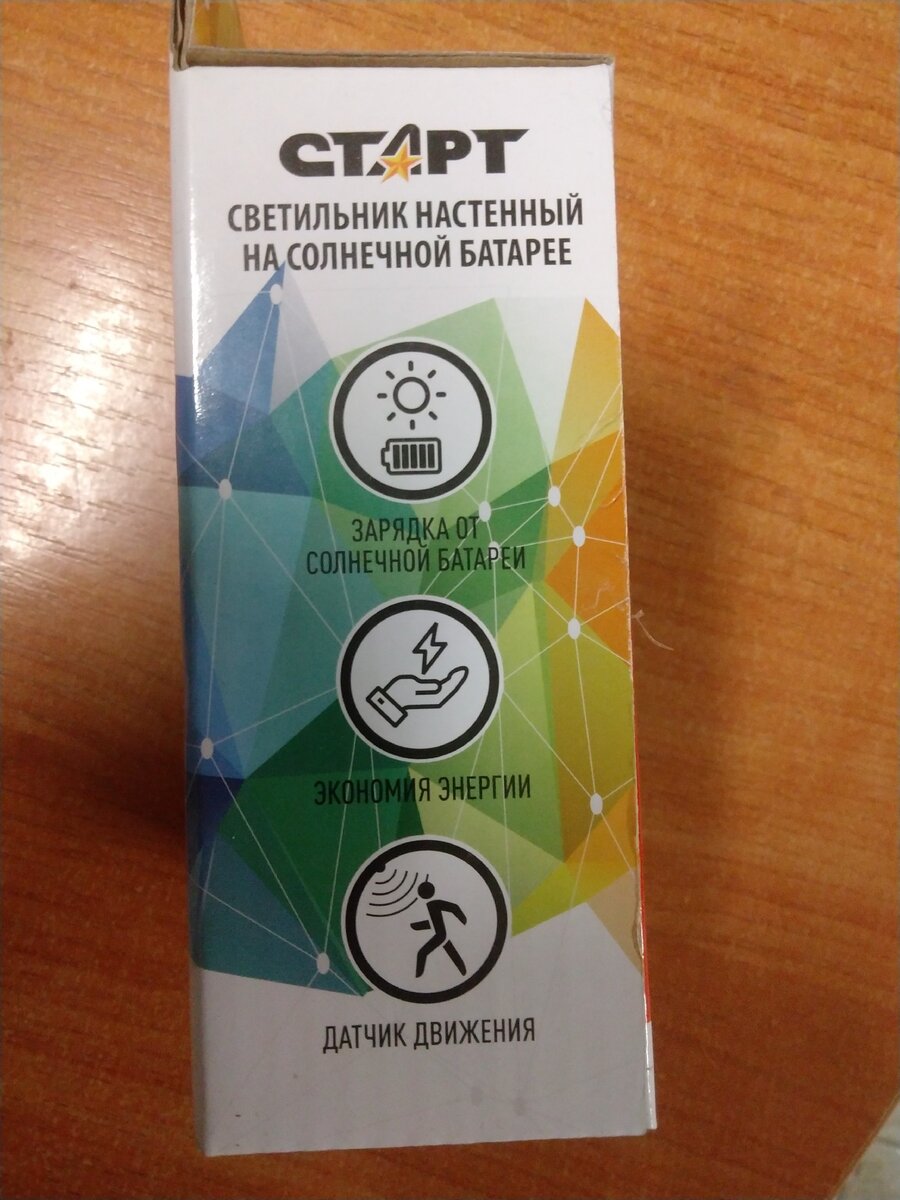 СТАРТ
СВЕТИЛЬНИК НАСТЕННЫЙ
НА СОЛНЕЧНОЙ БАТАРЕЕ
ЗАРЯДКА ОТ
СОЛНЕЧНОЙ БАТАРЕИ
ЭКОНОМИЯ ЭНЕРГИИ
ДАТЧИК ДВИЖЕНИЯ